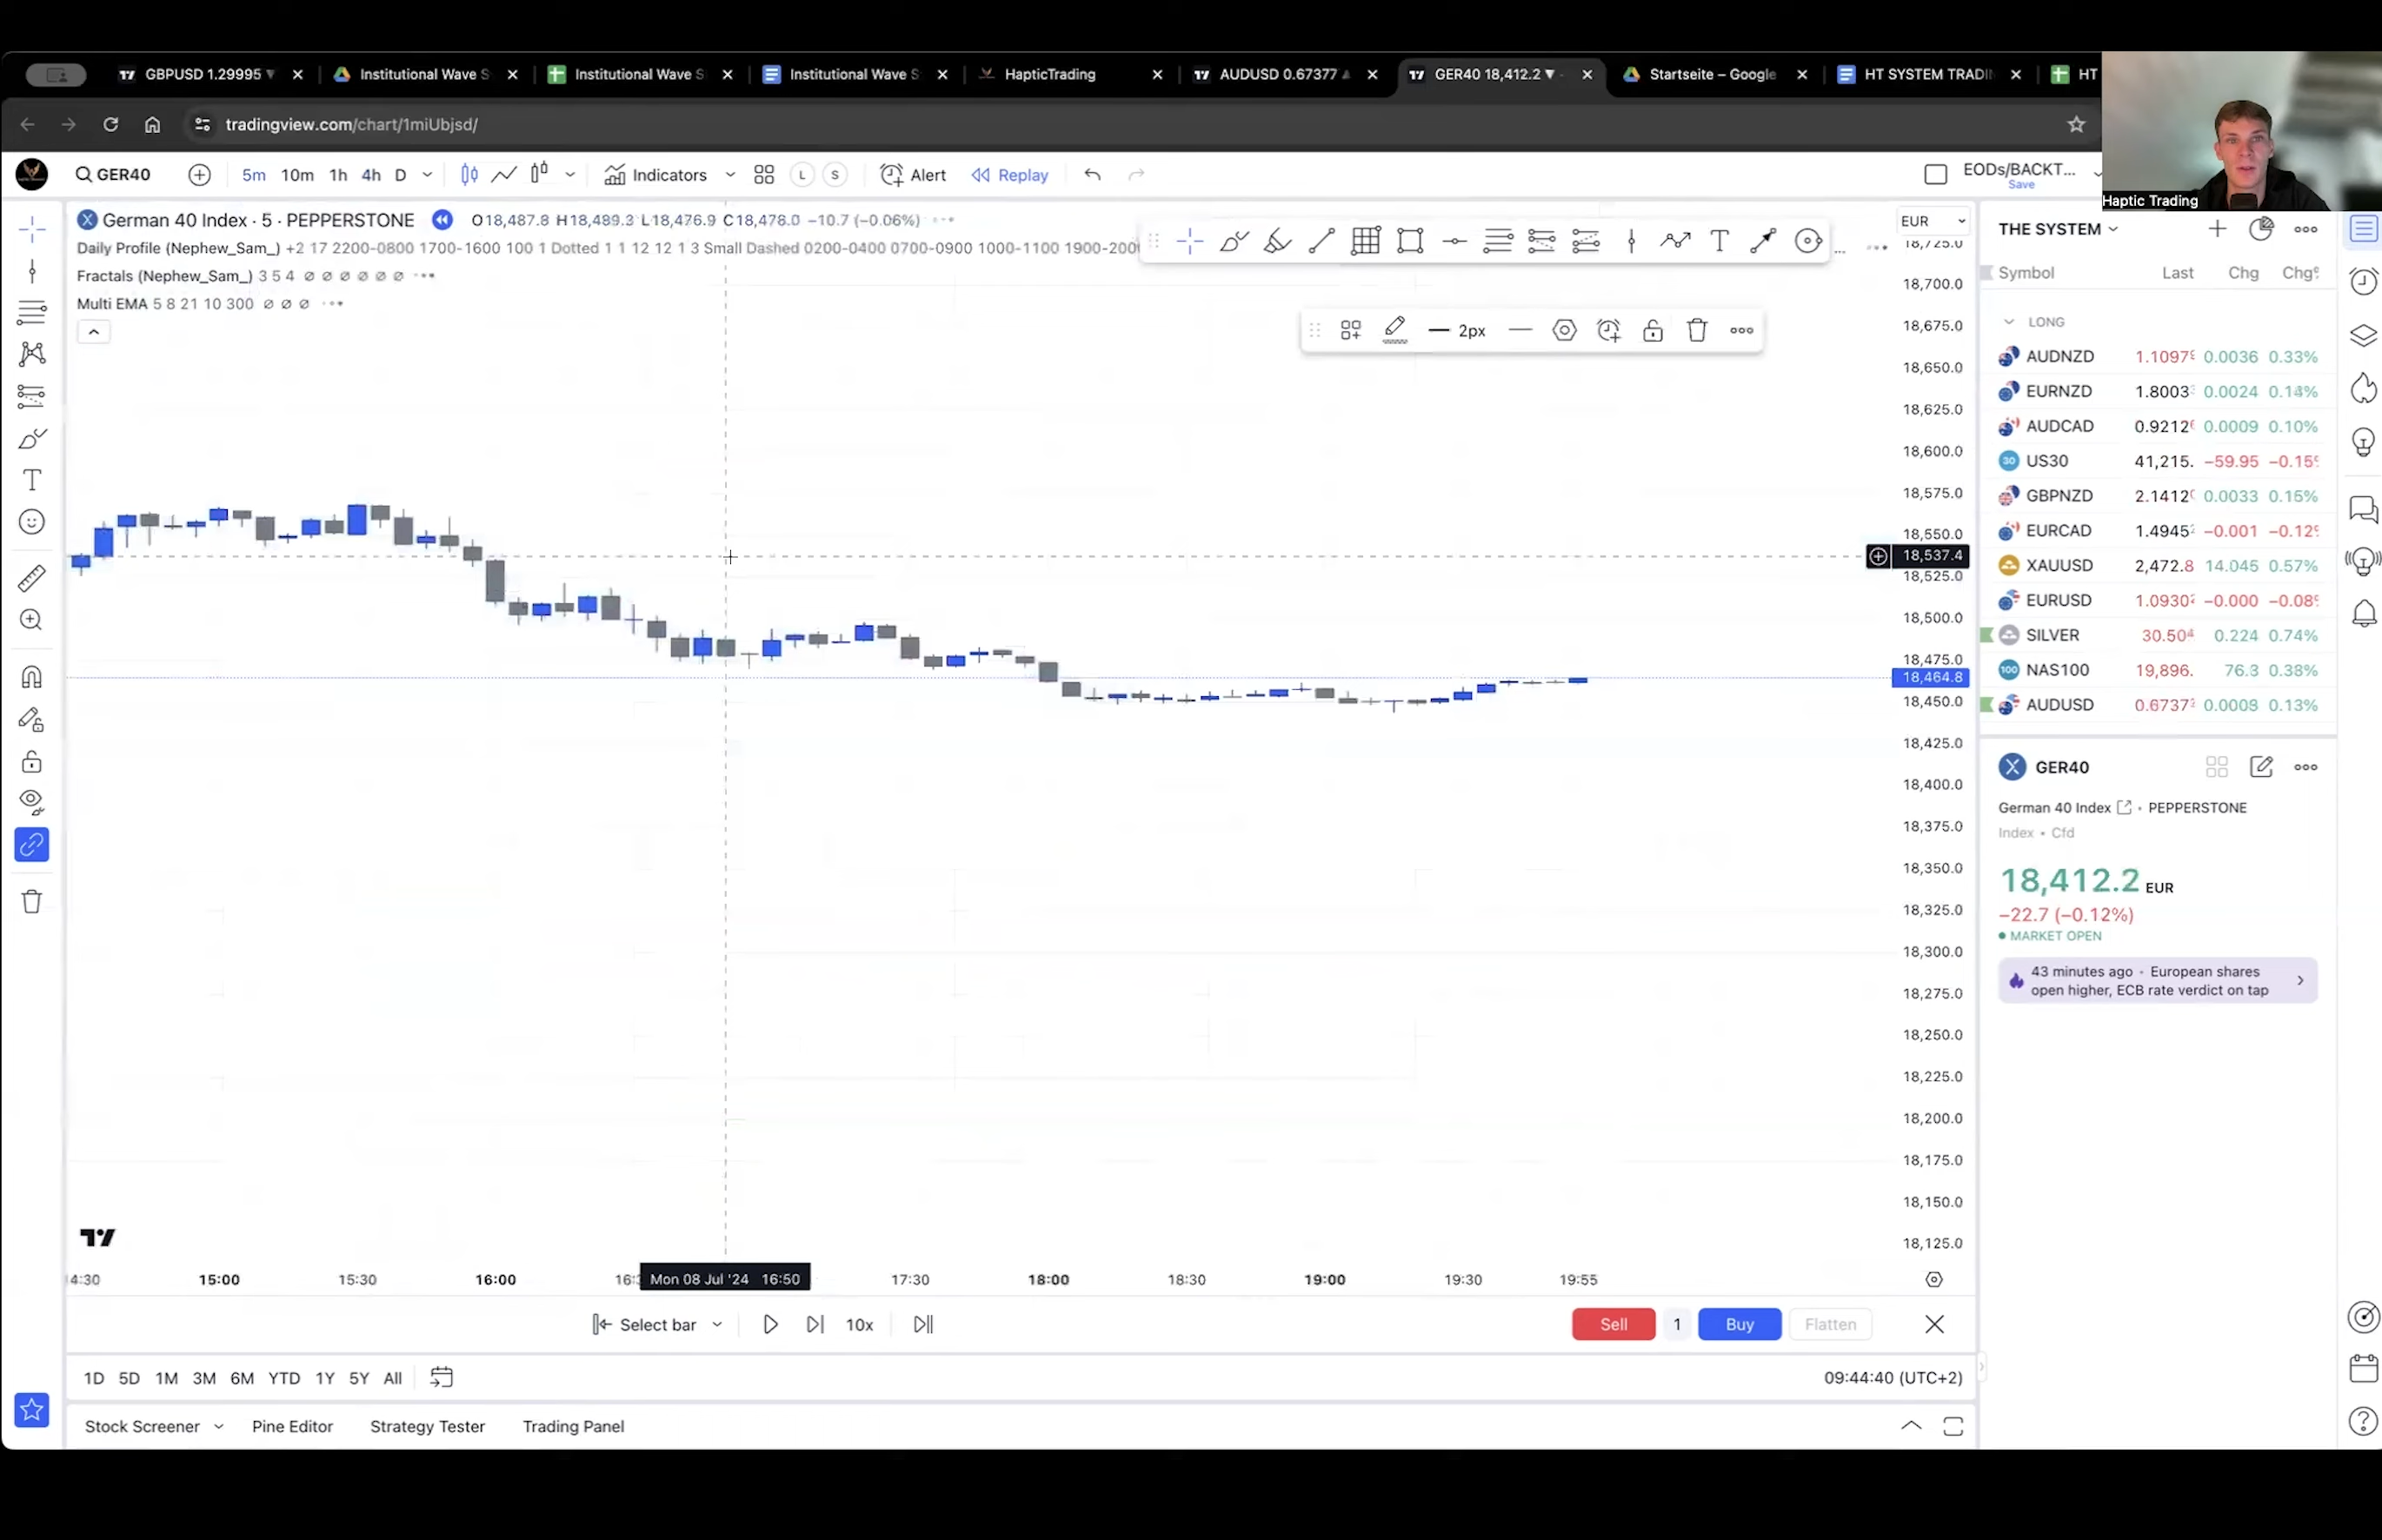 GBPUSD 1.29995 ▼
Institutional Wave S
Institutional Wave S
Institutional Wave S
HapticTrading
AUDUSD 0.67377 ▲
GER40 18,412.2 ▼
Startseite – Google
HT SYSTEM TRADI
HT
tradingview.com/chart/1miUbjsd/
GER40
5m 10m 1h 4h D
Indicators
L S
Alert
Replay
EODs/BACKT...
Save
Haptic Trading
German 40 Index · 5 · PEPPERSTONE
O18,487.8 H18,489.3 L18,476.9 C18,478.0 −10.7 (−0.06%)
Daily Profile (Nephew_Sam_) +2 17 2200-0800 1700-1600 100 1 Dotted 1 1 12 12 1 3 Small Dashed 0200-0400 0700-0900 1000-1100 1900-200
Fractals (Nephew_Sam_) 3 5 4 ∅ ∅ ∅ ∅ ∅ ∅
Multi EMA 5 8 21 10 300 ∅ ∅ ∅
2px
EUR
18,725.0
18,700.0
18,675.0
18,650.0
18,625.0
18,600.0
18,575.0
18,550.0
18,537.4
18,525.0
18,500.0
18,475.0
18,464.8
18,450.0
18,425.0
18,400.0
18,375.0
18,350.0
18,325.0
18,300.0
18,275.0
18,250.0
18,225.0
18,200.0
18,175.0
18,150.0
18,125.0
4:30 15:00 15:30 16:00 16: Mon 08 Jul '24 16:50 17:30 18:00 18:30 19:00 19:30 19:55
Select bar
10x
Sell 1 Buy Flatten
1D 5D 1M 3M 6M YTD 1Y 5Y All
09:44:40 (UTC+2)
Stock Screener
Pine Editor
Strategy Tester
Trading Panel
THE SYSTEM
Symbol Last Chg Chg%
LONG
AUDNZD 1.1097 0.0036 0.33%
EURNZD 1.8003 0.0024 0.14%
AUDCAD 0.9212 0.0009 0.10%
US30 41,215. −59.95 −0.15
GBPNZD 2.1412 0.0033 0.15%
EURCAD 1.4945 −0.001 −0.12
XAUUSD 2,472.8 14.045 0.57%
EURUSD 1.0930 −0.000 −0.08
SILVER 30.50 0.224 0.74%
100 NAS100 19,896. 76.3 0.38%
AUDUSD 0.6737 0.0008 0.13%
GER40
German 40 Index · PEPPERSTONE
Index • Cfd
18,412.2 EUR
−22.7 (−0.12%)
MARKET OPEN
43 minutes ago · European shares
open higher, ECB rate verdict on tap